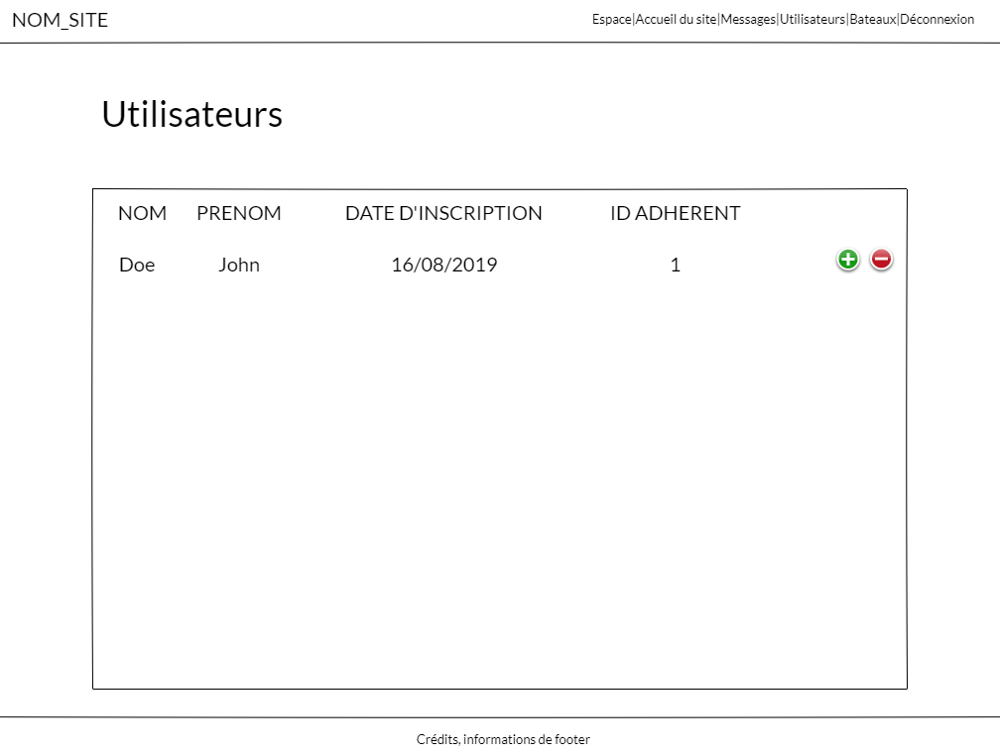 NOM_SITE
Espace|Accueil du site|Messages|Utilisateurs|Bateaux|Déconnexion
Utilisateurs
NOM PRENOM DATE D'INSCRIPTION ID ADHERENT
Doe John 16/08/2019 1
Crédits, informations de footer